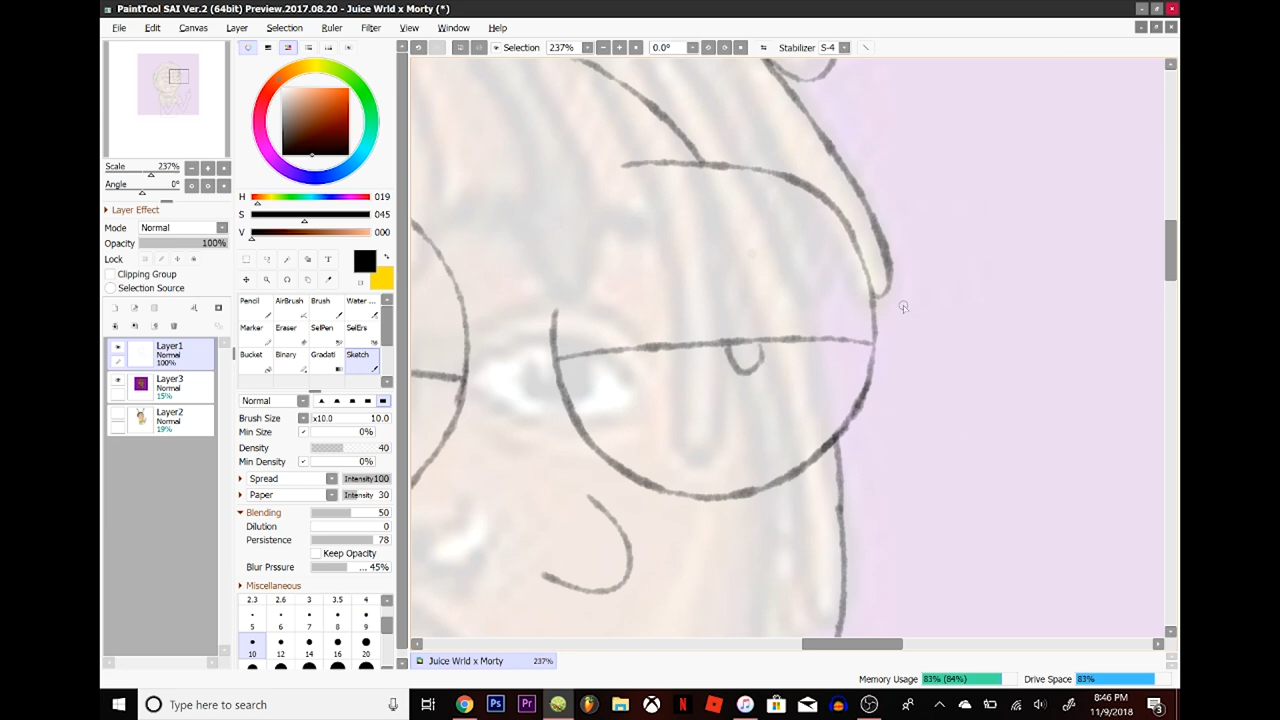 PaintTool SAI Ver.2 (64bit) Preview.2017.08.20 - Juice Wrld x Morty (*)
File Edit Canvas Layer Selection Ruler Filter View Window Help
Selection 237% 0.0° Stabilizer S-4
Scale 237%
Angle 0°
Layer Effect
Mode Normal
Opacity 100%
Lock
Clipping Group
Selection Source
Layer1
Normal
100%
Layer3
Normal
15%
Layer2
Normal
19%
H 019
S 045
V 000
T
Pencil AirBrush Brush Water ...
Marker Eraser SelPen SelErs
Bucket Binary Gradati Sketch
Normal
Brush Size x10.0 10.0
Min Size 0%
Density 40
Min Density 0%
Spread Intensity 100
Paper Intensity 30
Blending 50
Dilution 0
Persistence 78
Keep Opacity
Blur Prssure ... 45%
Miscellaneous
2.3 2.6 3 3.5 4
5 6 7 8 9
10 12 14 16 20
Juice Wrld x Morty 237%
Memory Usage 83% (84%) Drive Space 83%
Type here to search
Ps Pr N
8:46 PM
11/9/2018
3